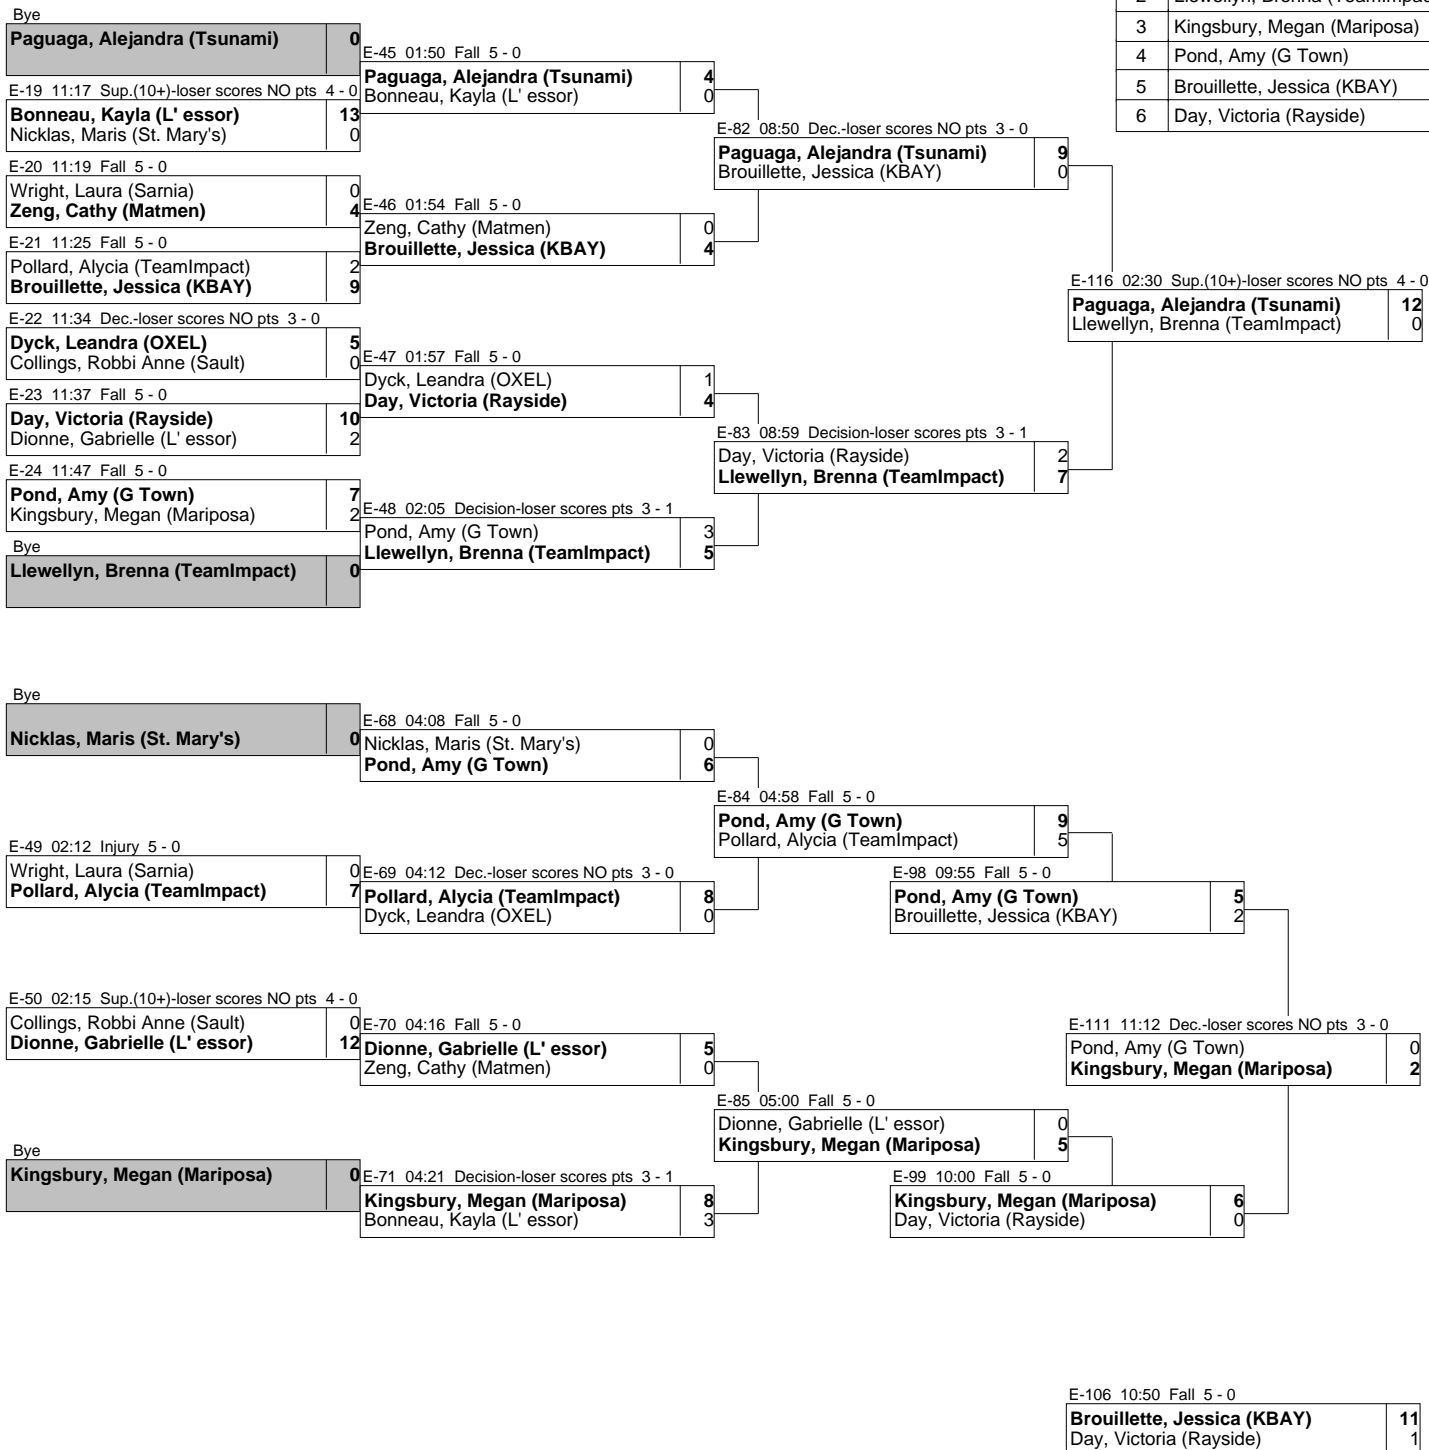 2 Llewellyn, Brenna (TeamImpac
3 Kingsbury, Megan (Mariposa)
4 Pond, Amy (G Town)
5 Brouillette, Jessica (KBAY)
6 Day, Victoria (Rayside)
Bye
Paguaga, Alejandra (Tsunami) 0
E-19 11:17 Sup.(10+)-loser scores NO pts 4 - 0
Bonneau, Kayla (L' essor) 13
Nicklas, Maris (St. Mary's) 0
E-20 11:19 Fall 5 - 0
Wright, Laura (Sarnia) 0
Zeng, Cathy (Matmen) 4
E-21 11:25 Fall 5 - 0
Pollard, Alycia (TeamImpact) 2
Brouillette, Jessica (KBAY) 9
E-22 11:34 Dec.-loser scores NO pts 3 - 0
Dyck, Leandra (OXEL) 5
Collings, Robbi Anne (Sault) 0
E-23 11:37 Fall 5 - 0
Day, Victoria (Rayside) 10
Dionne, Gabrielle (L' essor) 2
E-24 11:47 Fall 5 - 0
Pond, Amy (G Town) 7
Kingsbury, Megan (Mariposa) 2
Bye
Llewellyn, Brenna (TeamImpact) 0
E-45 01:50 Fall 5 - 0
Paguaga, Alejandra (Tsunami) 4
Bonneau, Kayla (L' essor) 0
E-46 01:54 Fall 5 - 0
Zeng, Cathy (Matmen) 0
Brouillette, Jessica (KBAY) 4
E-47 01:57 Fall 5 - 0
Dyck, Leandra (OXEL) 1
Day, Victoria (Rayside) 4
E-48 02:05 Decision-loser scores pts 3 - 1
Pond, Amy (G Town) 3
Llewellyn, Brenna (TeamImpact) 5
E-82 08:50 Dec.-loser scores NO pts 3 - 0
Paguaga, Alejandra (Tsunami) 9
Brouillette, Jessica (KBAY) 0
E-83 08:59 Decision-loser scores pts 3 - 1
Day, Victoria (Rayside) 2
Llewellyn, Brenna (TeamImpact) 7
E-116 02:30 Sup.(10+)-loser scores NO pts 4 - 0
Paguaga, Alejandra (Tsunami) 12
Llewellyn, Brenna (TeamImpact) 0
Bye
Nicklas, Maris (St. Mary's) 0
E-49 02:12 Injury 5 - 0
Wright, Laura (Sarnia) 0
Pollard, Alycia (TeamImpact) 7
E-50 02:15 Sup.(10+)-loser scores NO pts 4 - 0
Collings, Robbi Anne (Sault) 0
Dionne, Gabrielle (L' essor) 12
Bye
Kingsbury, Megan (Mariposa) 0
E-68 04:08 Fall 5 - 0
Nicklas, Maris (St. Mary's) 0
Pond, Amy (G Town) 6
E-69 04:12 Dec.-loser scores NO pts 3 - 0
Pollard, Alycia (TeamImpact) 8
Dyck, Leandra (OXEL) 0
E-70 04:16 Fall 5 - 0
Dionne, Gabrielle (L' essor) 5
Zeng, Cathy (Matmen) 0
E-71 04:21 Decision-loser scores pts 3 - 1
Kingsbury, Megan (Mariposa) 8
Bonneau, Kayla (L' essor) 3
E-84 04:58 Fall 5 - 0
Pond, Amy (G Town) 9
Pollard, Alycia (TeamImpact) 5
E-85 05:00 Fall 5 - 0
Dionne, Gabrielle (L' essor) 0
Kingsbury, Megan (Mariposa) 5
E-98 09:55 Fall 5 - 0
Pond, Amy (G Town) 5
Brouillette, Jessica (KBAY) 2
E-99 10:00 Fall 5 - 0
Kingsbury, Megan (Mariposa) 6
Day, Victoria (Rayside) 0
E-111 11:12 Dec.-loser scores NO pts 3 - 0
Pond, Amy (G Town) 0
Kingsbury, Megan (Mariposa) 2
E-106 10:50 Fall 5 - 0
Brouillette, Jessica (KBAY) 11
Day, Victoria (Rayside) 1